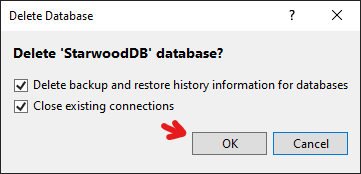 Delete Database
Delete 'StarwoodDB' database?
Delete backup and restore history information for databases
Close existing connections
OK
Cancel